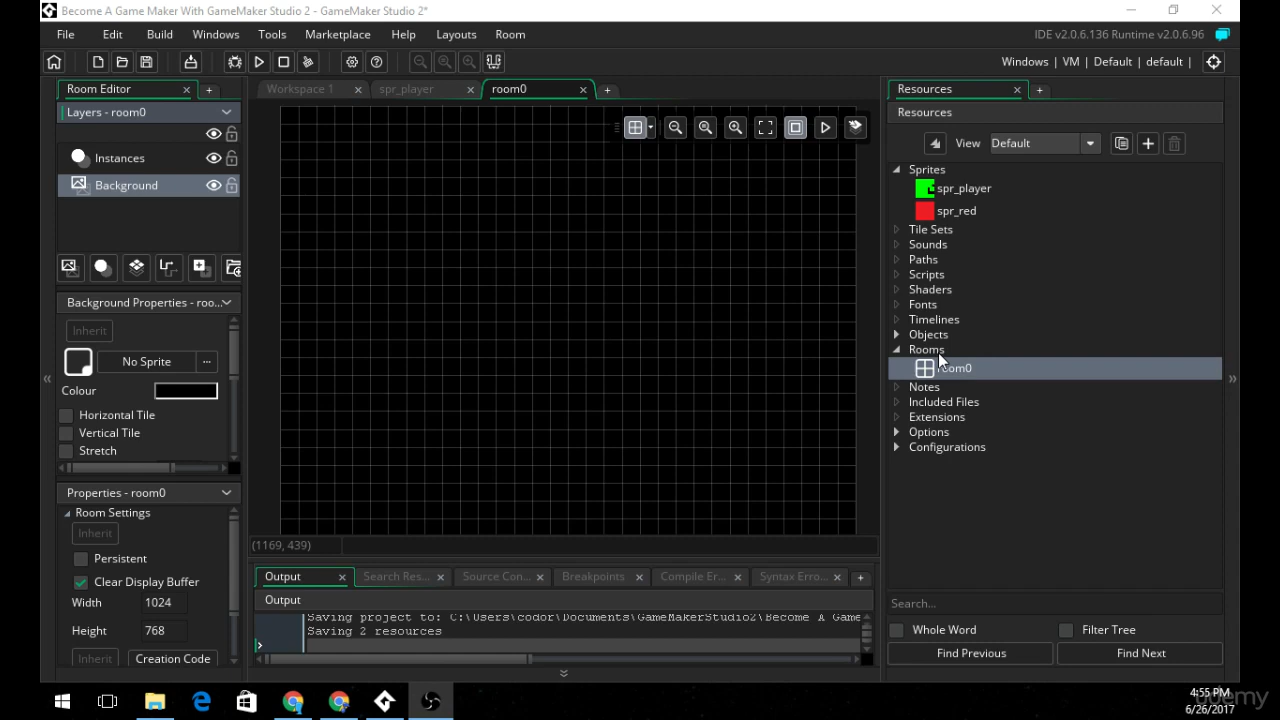 Become A Game Maker With GameMaker Studio 2 - GameMaker Studio 2*
File Edit Build Windows Tools Marketplace Help Layouts Room
IDE v2.0.6.136 Runtime v2.0.6.96
Windows | VM | Default | default |
Room Editor
Layers - room0
Instances
Background
Background Properties - roo...
Inherit
No Sprite ...
Colour
Horizontal Tile
Vertical Tile
Stretch
Properties - room0
Room Settings
Inherit
Persistent
Clear Display Buffer
Width 1024
Height 768
Inherit Creation Code
Workspace 1 spr_player room0
(1169, 439)
Output Search Res... Source Con... Breakpoints Compile Er... Syntax Erro...
Output
Saving project to: C:\Users\codor\Documents\GameMakerStudio2\Become A Game
Saving 2 resources
Resources
Resources
View Default
Sprites
spr_player
spr_red
Tile Sets
Sounds
Paths
Scripts
Shaders
Fonts
Timelines
Objects
Rooms
room0
Notes
Included Files
Extensions
Options
Configurations
Search...
Whole Word Filter Tree
Find Previous Find Next
4:55 PM
6/26/2017
udemy